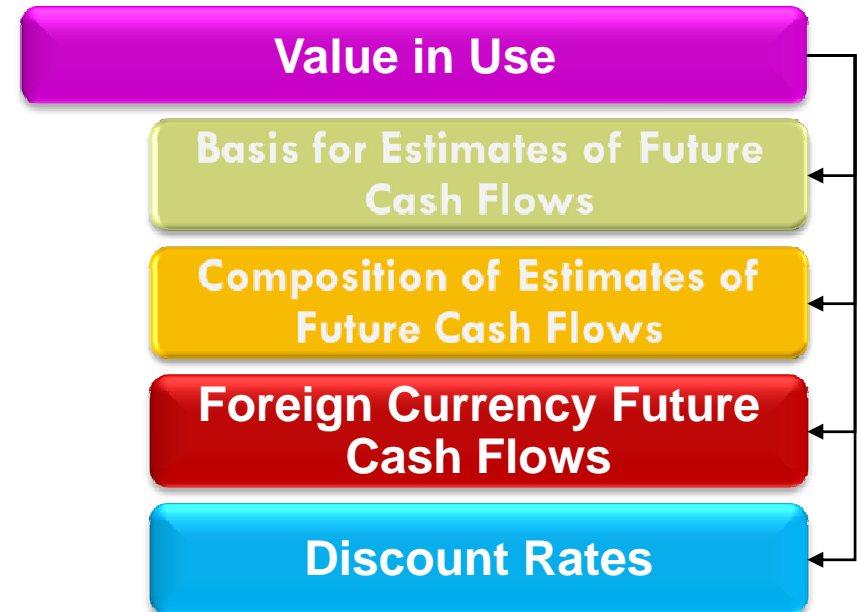 Value in Use
Basis for Estimates of Future
Cash Flows
Composition of Estimates of
Future Cash Flows
Foreign Currency Future
Cash Flows
Discount Rates